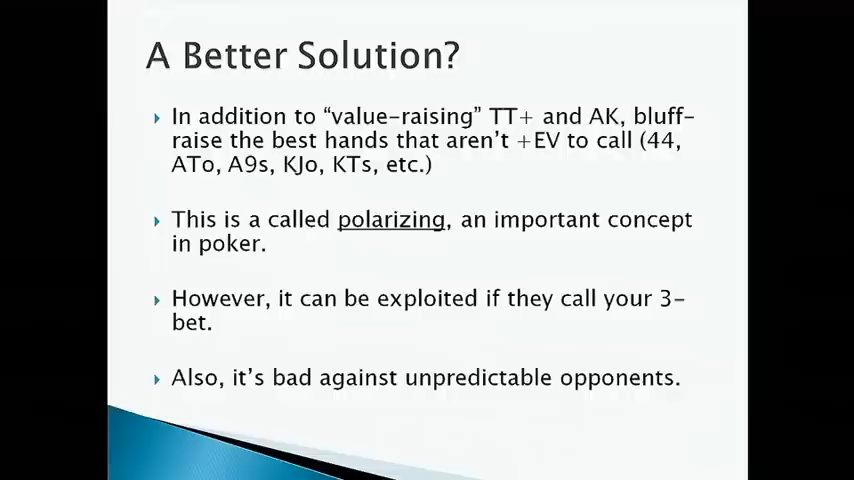 A Better Solution?
In addition to “value-raising” TT+ and AK, bluff-
raise the best hands that aren’t +EV to call (44,
ATo, A9s, KJo, KTs, etc.)
This is a called polarizing, an important concept
in poker.
However, it can be exploited if they call your 3-
bet.
Also, it’s bad against unpredictable opponents.